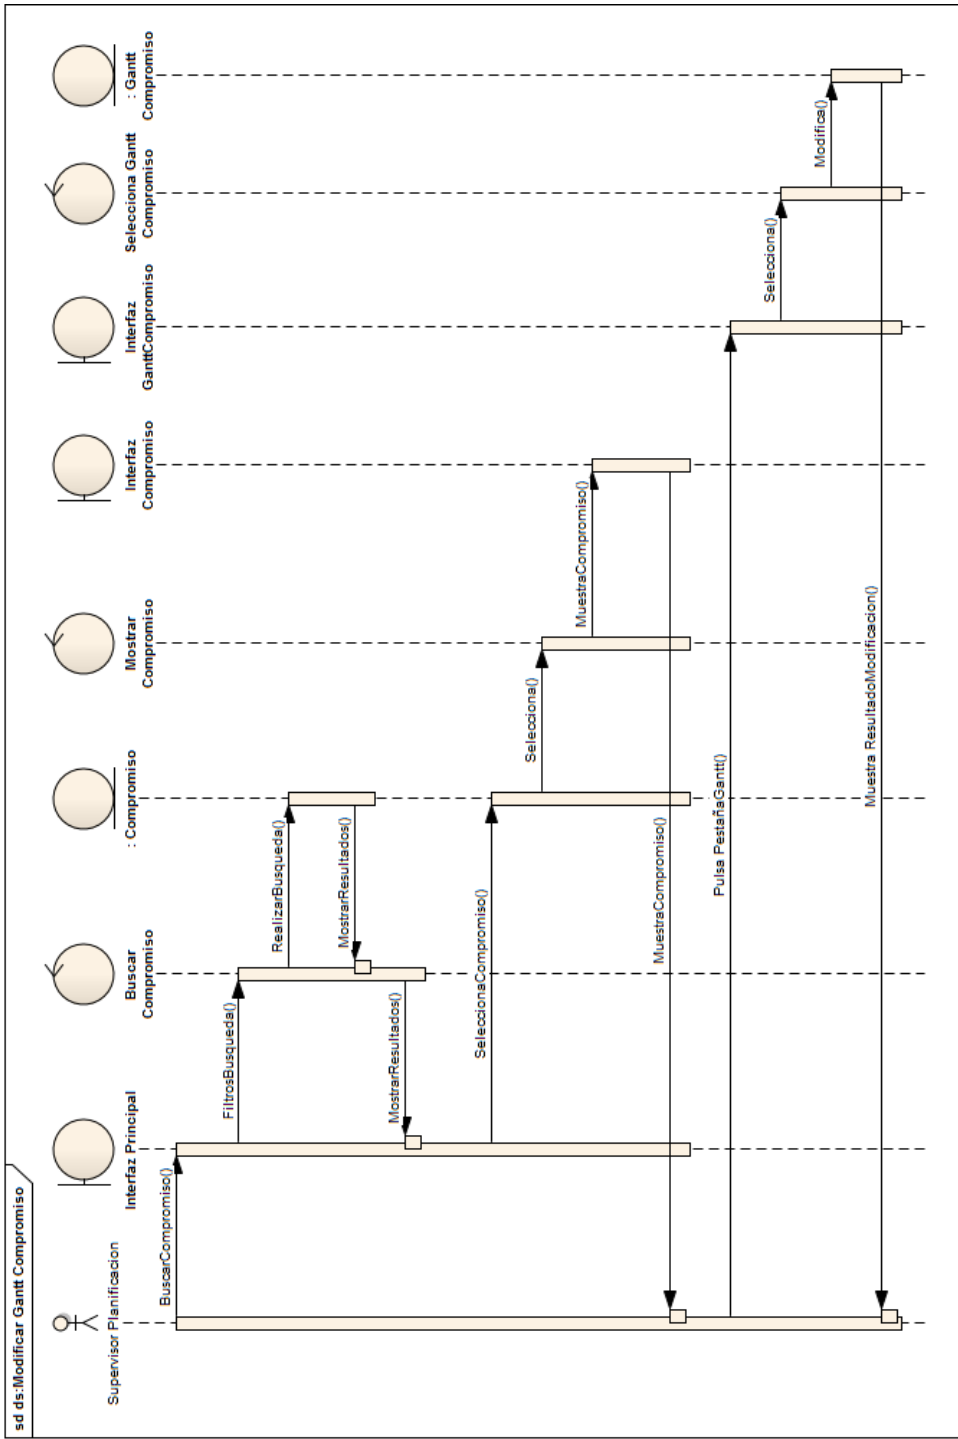 sd ds:Modificar Gantt Compromiso
Supervisor Planificacion
Interfaz Principal
Buscar
Compromiso
: Compromiso
Mostrar
Compromiso
Interfaz
Compromiso
Interfaz
GanttCompromiso
Selecciona Gantt
Compromiso
: Gantt
Compromiso
BuscarCompromiso()
FiltrosBusqueda()
RealizarBusqueda()
MostrarResultados()
MostrarResultados()
SeleccionaCompromiso()
Selecciona()
MuestraCompromiso()
MuestraCompromiso()
Pulsa PestañaGantt()
Selecciona()
Modifica()
Muestra ResultadoModificacion()